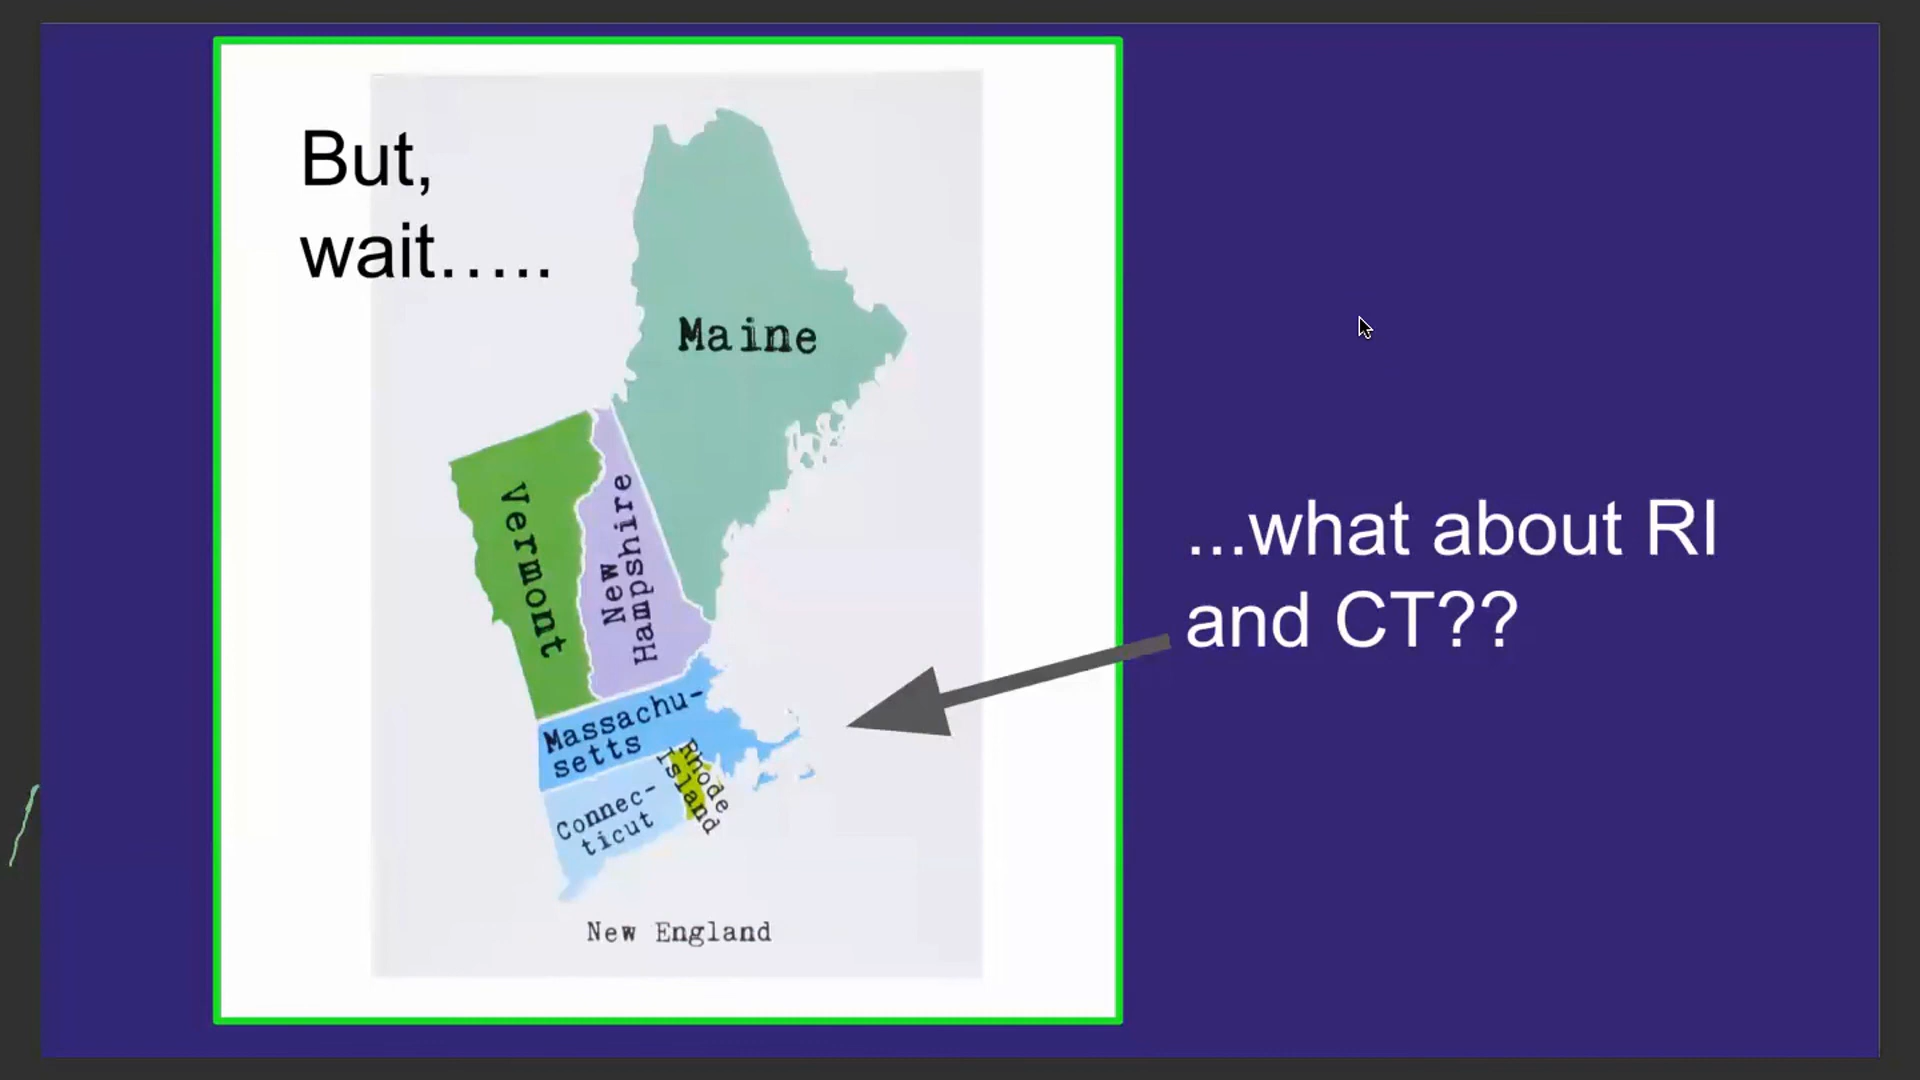 But,
wait…..
Maine
Vermont
New
Hampshire
Massachu-
setts
Rhode
Island
Connec-
ticut
New England
...what about RI
and CT??